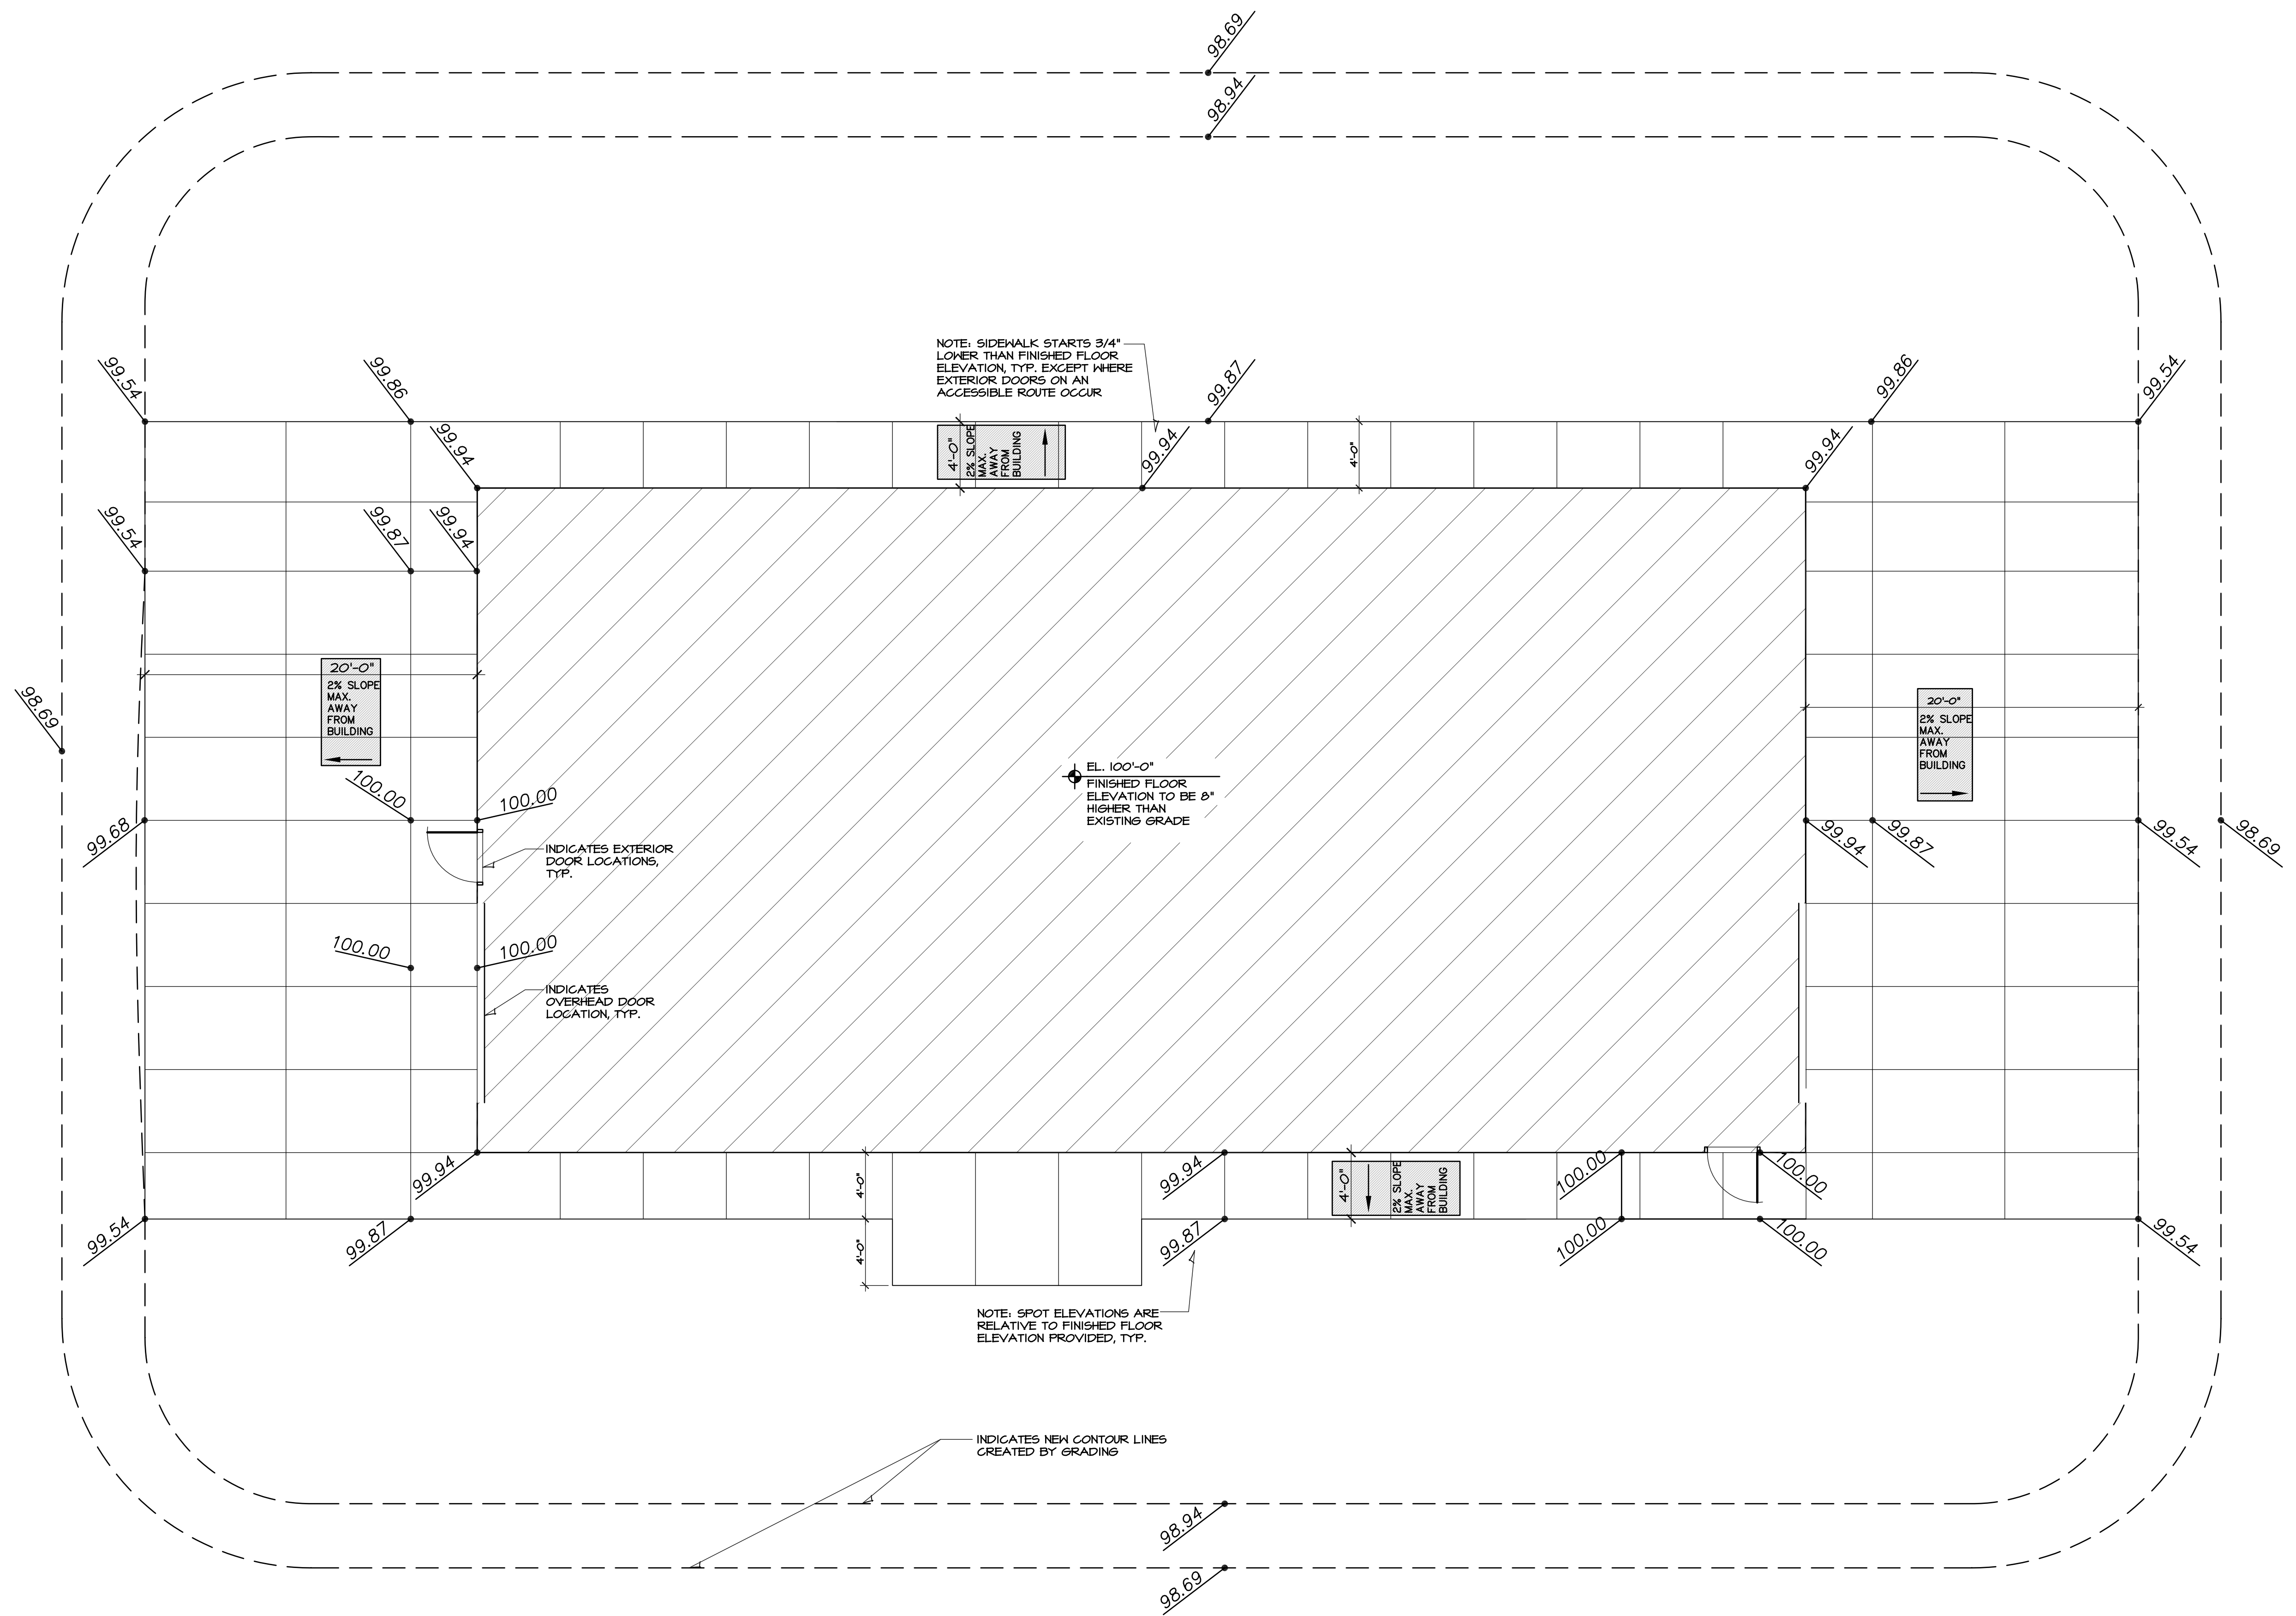 98.69
98.94
NOTE: SIDEWALK STARTS 3/4"
LOWER THAN FINISHED FLOOR
ELEVATION, TYP. EXCEPT WHERE
EXTERIOR DOORS ON AN
ACCESSIBLE ROUTE OCCUR
99.54
99.86
99.87
99.86
99.54
99.94
4'-0"
2% SLOPE
MAX.
AWAY
FROM
BUILDING
99.94
4'-0"
99.94
99.54
99.87
99.94
20'-0"
2% SLOPE
MAX.
AWAY
FROM
BUILDING
98.69
20'-0"
2% SLOPE
MAX.
AWAY
FROM
BUILDING
100.00
100.00
EL. 100'-0"
FINISHED FLOOR
ELEVATION TO BE 8"
HIGHER THAN
EXISTING GRADE
99.68
99.94
99.87
99.54
98.69
INDICATES EXTERIOR
DOOR LOCATIONS,
TYP.
100.00
100.00
INDICATES
OVERHEAD DOOR
LOCATION, TYP.
99.94
4'-0"
99.94
4'-0"
2% SLOPE
MAX.
AWAY
FROM
BUILDING
100.00
100.00
99.54
99.87
4'-0"
99.87
100.00
100.00
99.54
NOTE: SPOT ELEVATIONS ARE
RELATIVE TO FINISHED FLOOR
ELEVATION PROVIDED, TYP.
INDICATES NEW CONTOUR LINES
CREATED BY GRADING
98.94
98.69